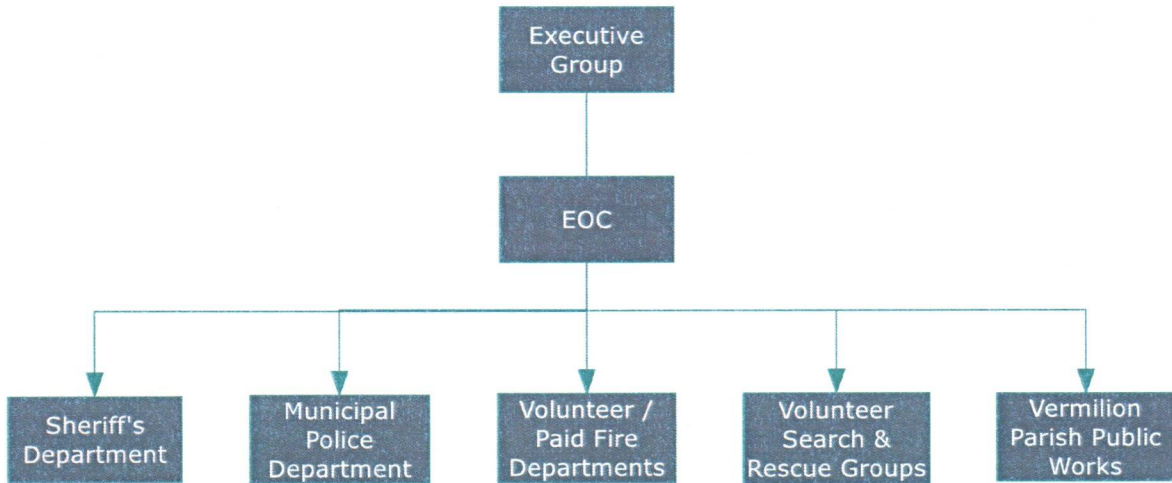 Executive
Group
EOC
Sheriff's
Department
Municipal
Police
Department
Volunteer /
Paid Fire
Departments
Volunteer
Search &
Rescue Groups
Vermilion
Parish Public
Works